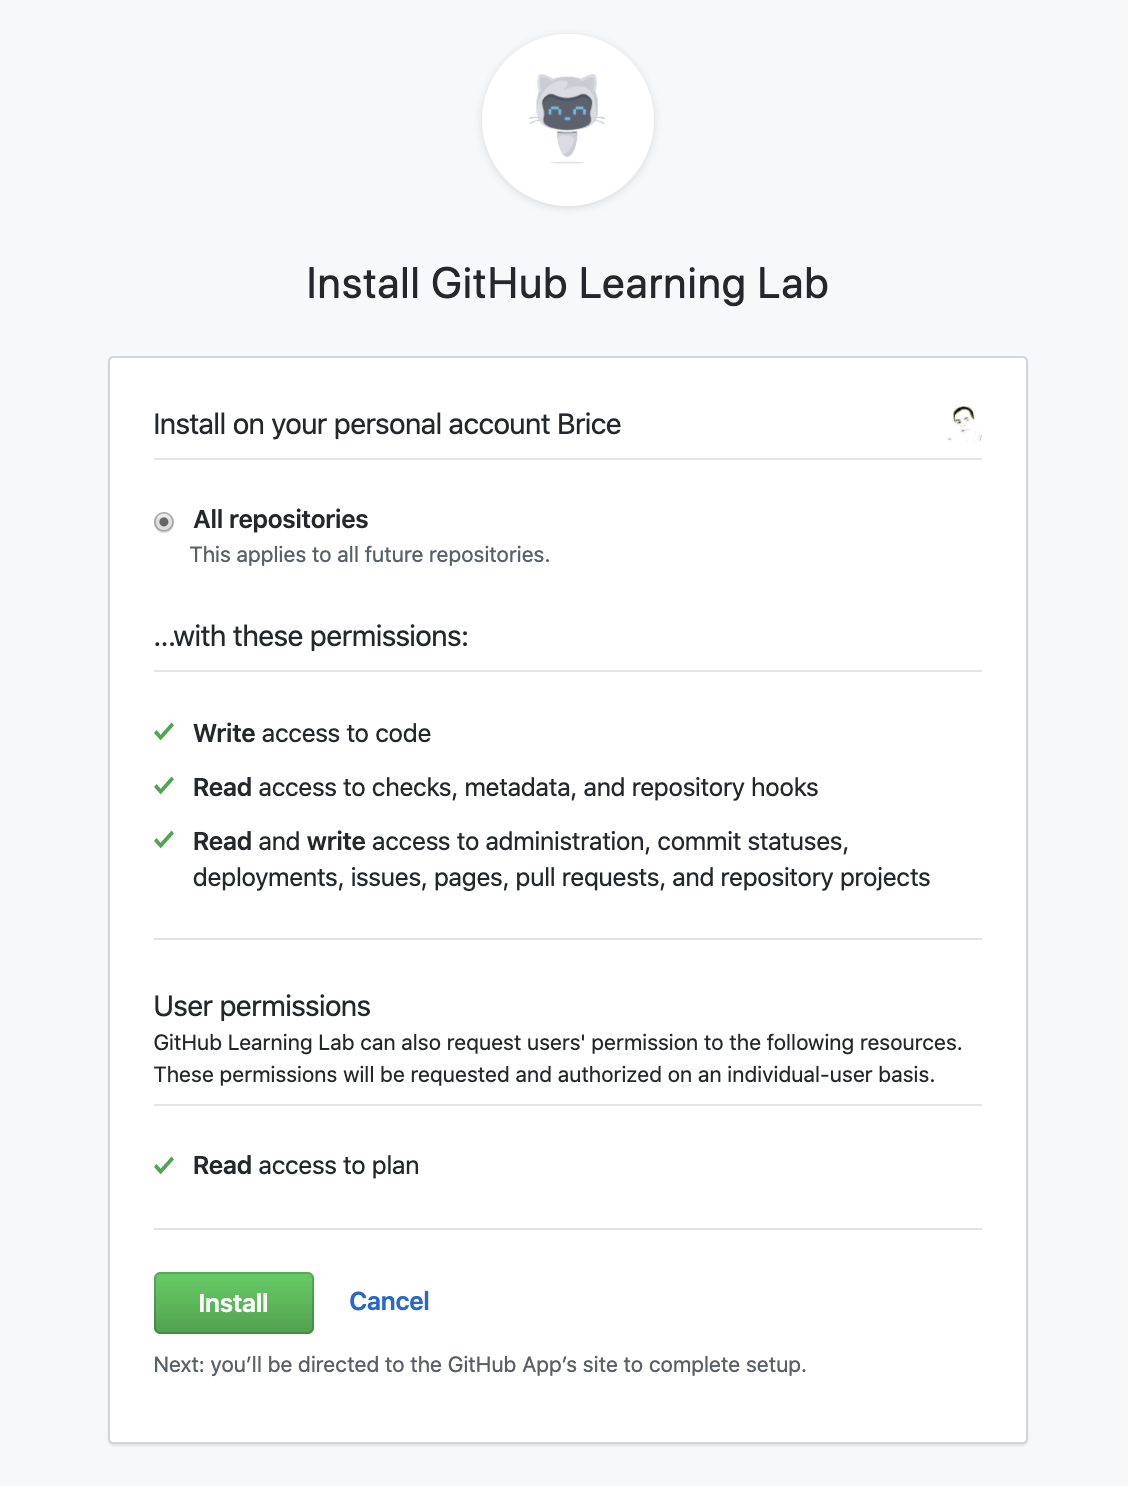 Install GitHub Learning Lab
Install on your personal account Brice
All repositories
This applies to all future repositories.
...with these permissions:
Write access to code
Read access to checks, metadata, and repository hooks
Read and write access to administration, commit statuses,
deployments, issues, pages, pull requests, and repository projects
User permissions
GitHub Learning Lab can also request users' permission to the following resources.
These permissions will be requested and authorized on an individual-user basis.
Read access to plan
Install Cancel
Next: you’ll be directed to the GitHub App’s site to complete setup.